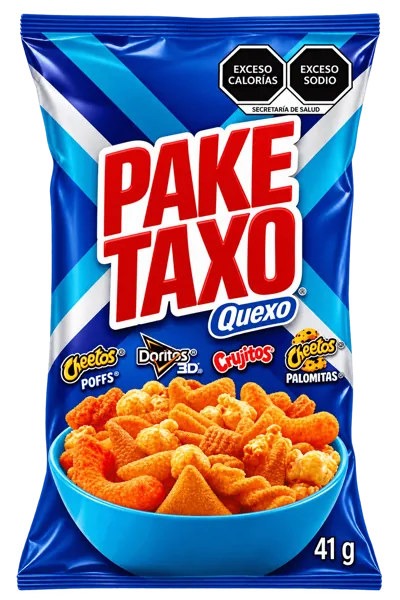 EXCESO CALORÍAS
EXCESO SODIO
SECRETARÍA DE SALUD
PAKE
TAXO
Quexo®
Cheetos®
POFFS®
Doritos®
3D®
Crujitos®
Cheetos®
PALOMITAS®
41 g